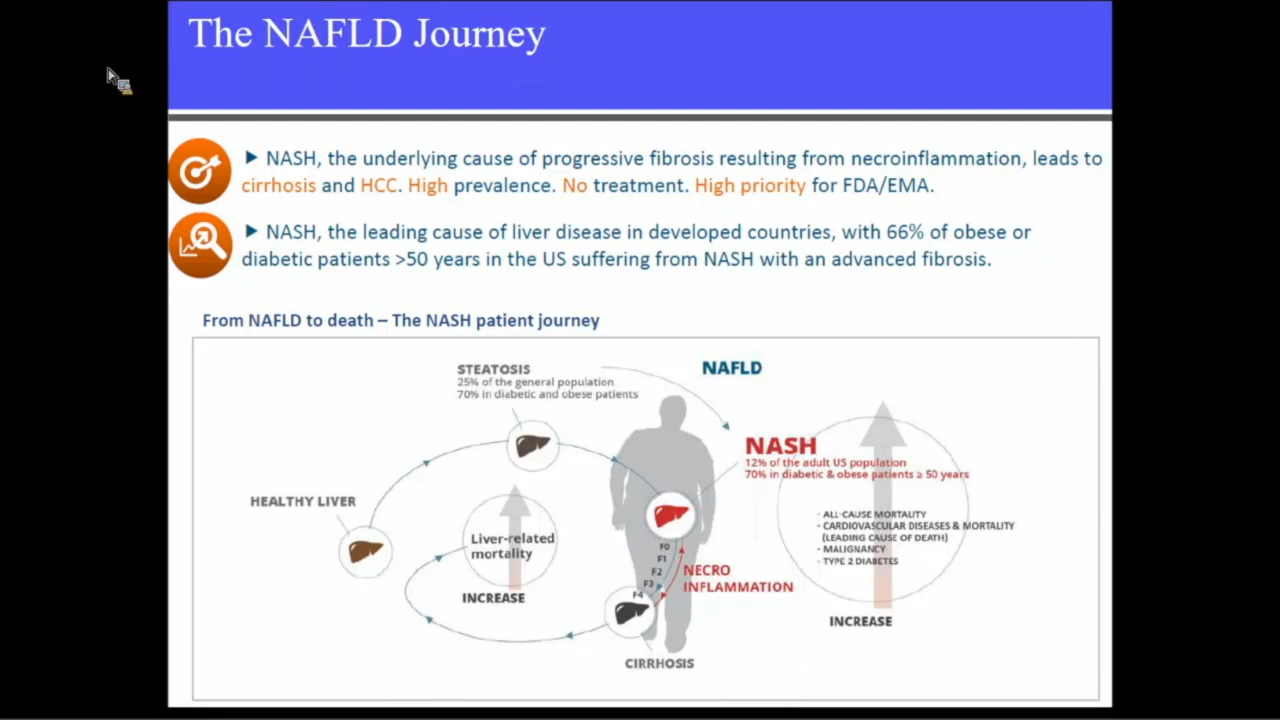 The NAFLD Journey
NASH, the underlying cause of progressive fibrosis resulting from necroinflammation, leads to
cirrhosis and HCC. High prevalence. No treatment. High priority for FDA/EMA.
NASH, the leading cause of liver disease in developed countries, with 66% of obese or
diabetic patients >50 years in the US suffering from NASH with an advanced fibrosis.
From NAFLD to death – The NASH patient journey
STEATOSIS
25% of the general population
70% in diabetic and obese patients
NAFLD
NASH
12% of the adult US population
70% in diabetic & obese patients ≥ 50 years
HEALTHY LIVER
Liver-related
mortality
INCREASE
F0
F1
F2
F3
F4
NECRO
INFLAMMATION
CIRRHOSIS
- ALL-CAUSE MORTALITY
- CARDIOVASCULAR DISEASES & MORTALITY
(LEADING CAUSE OF DEATH)
- MALIGNANCY
- TYPE 2 DIABETES
INCREASE